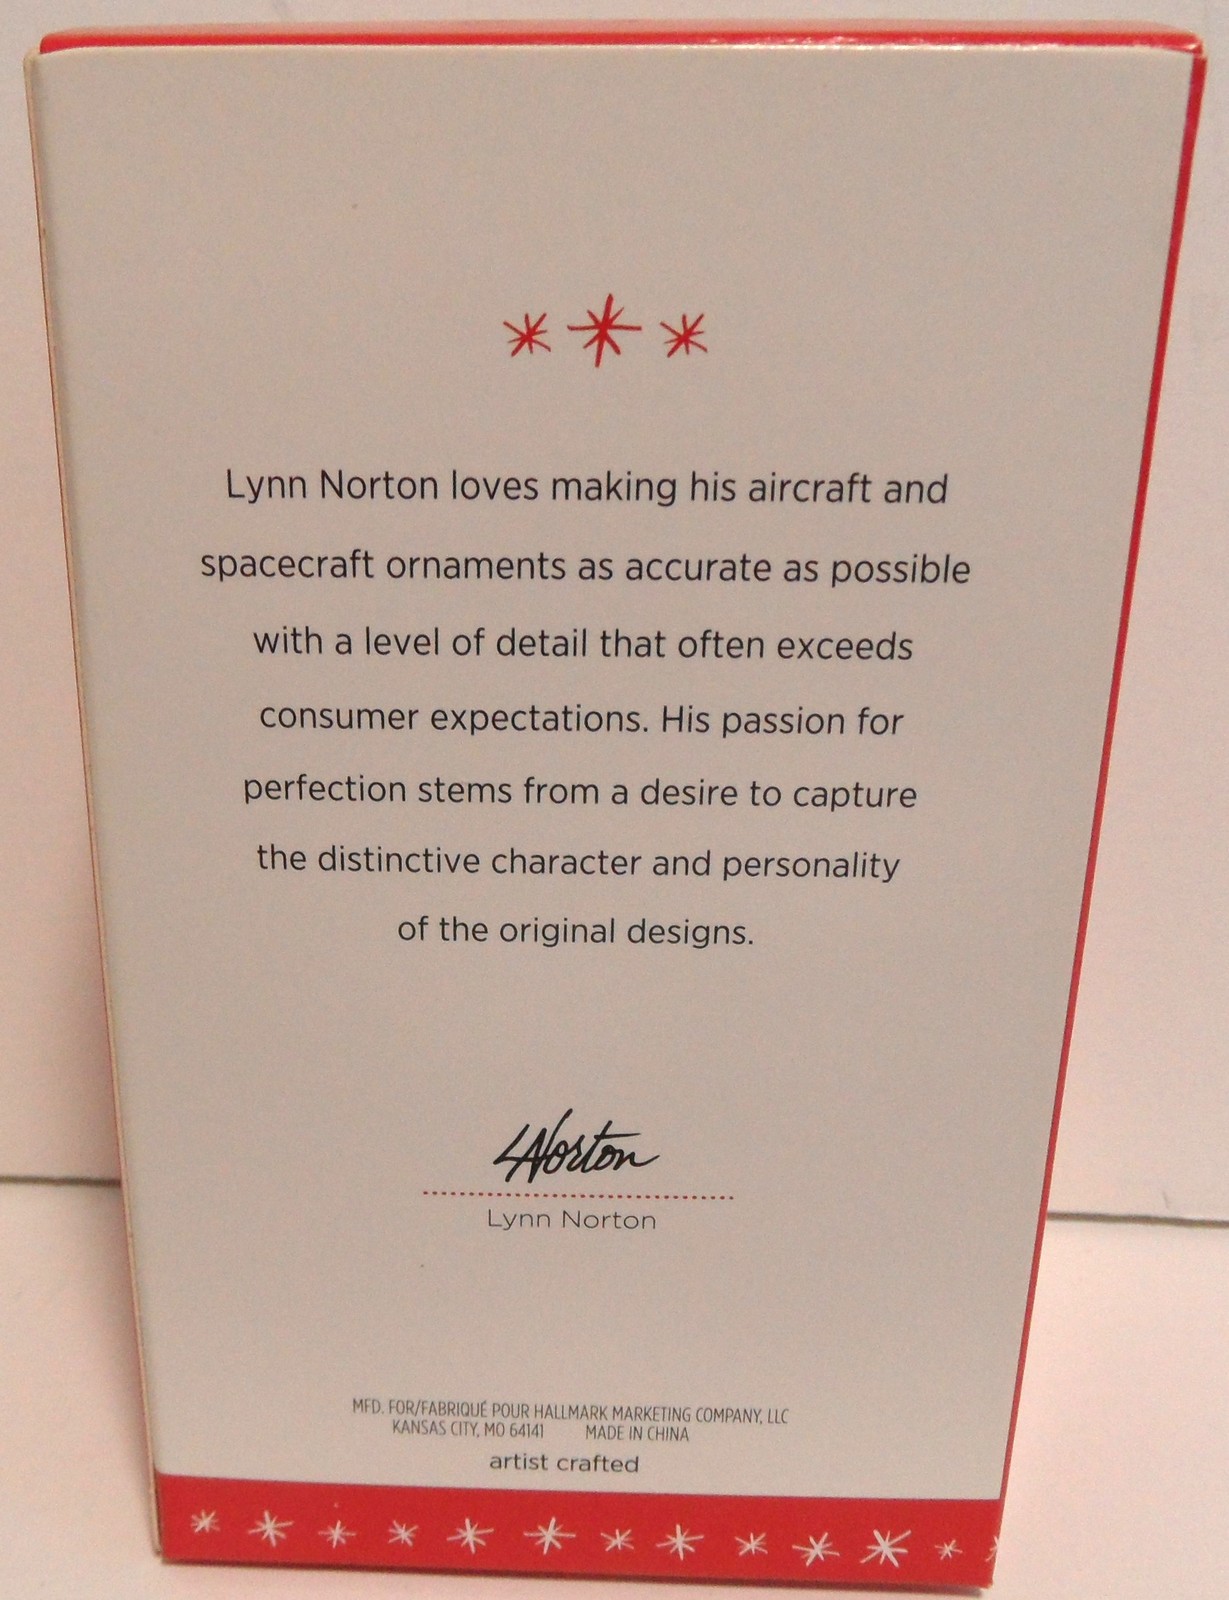 Lynn Norton loves making his aircraft and
spacecraft ornaments as accurate as possible
with a level of detail that often exceeds
consumer expectations. His passion for
perfection stems from a desire to capture
the distinctive character and personality
of the original designs.
LNorton
Lynn Norton
MFD. FOR/FABRIQUÉ POUR HALLMARK MARKETING COMPANY, LLC
KANSAS CITY, MO 64141 MADE IN CHINA
artist crafted